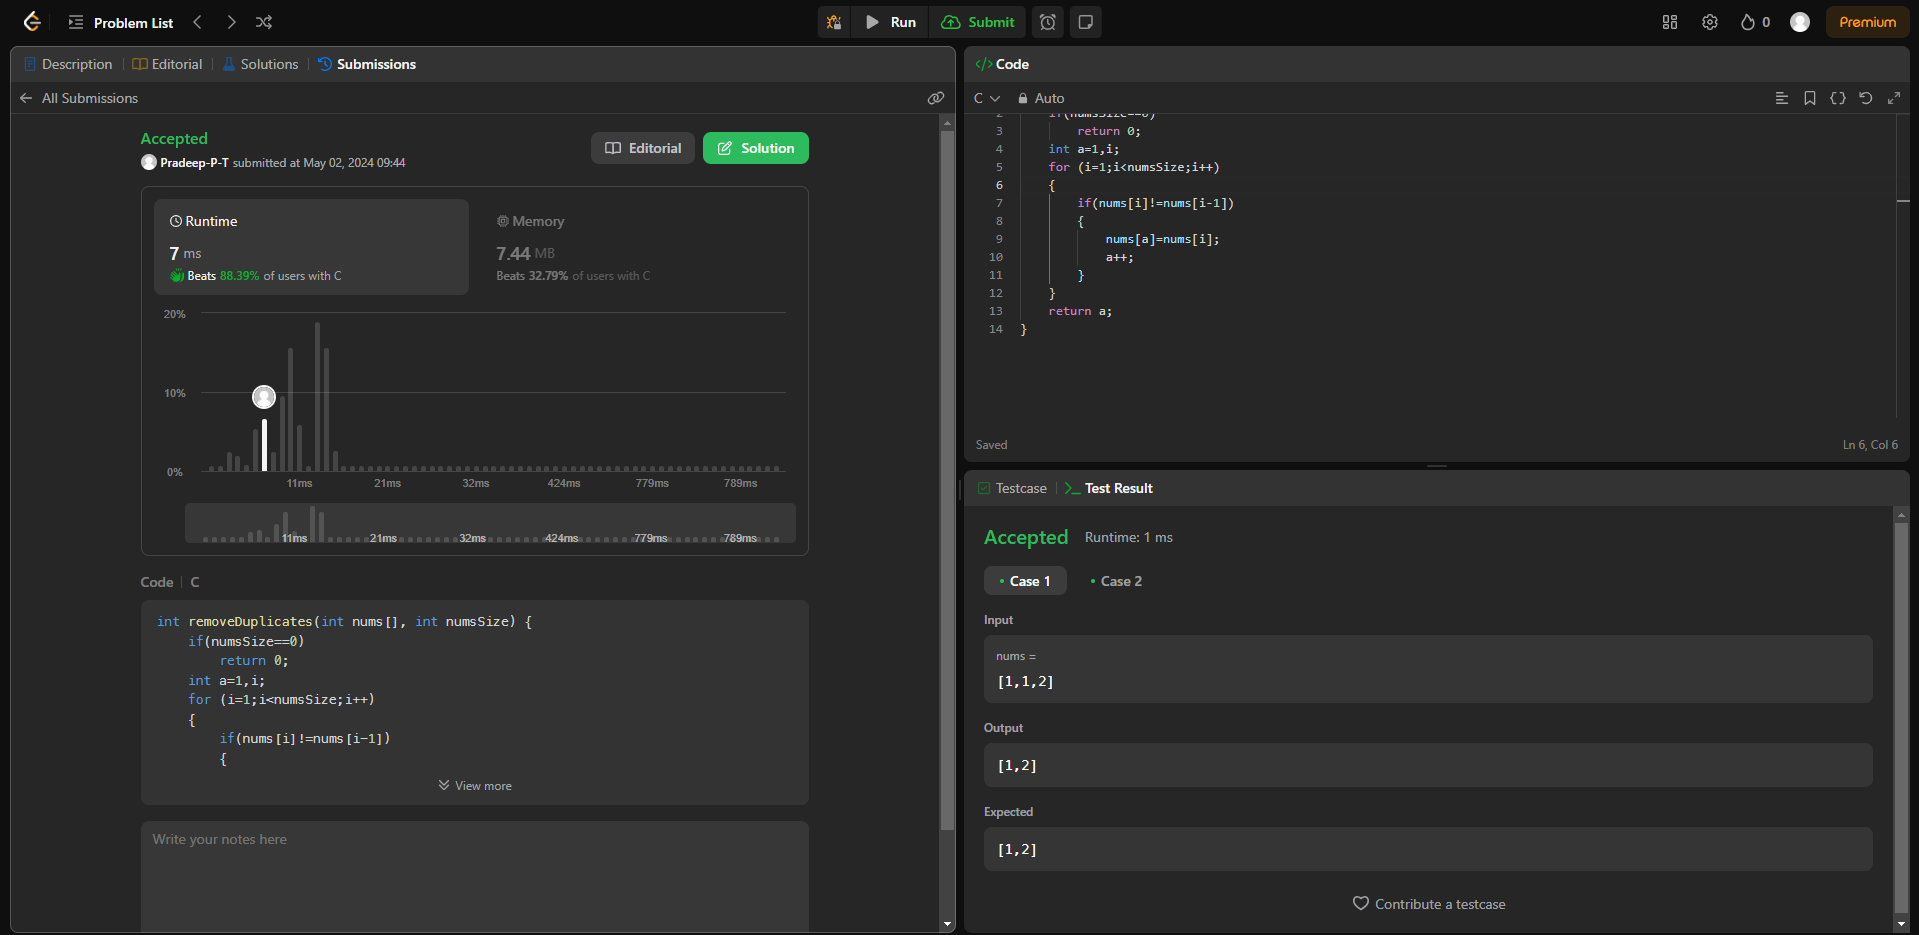 Problem List
Run
Submit
0
Premium
Description
Editorial
Solutions
Submissions
All Submissions
Accepted
Pradeep-P-T submitted at May 02, 2024 09:44
Editorial
Solution
Runtime
7 ms
Beats 88.39% of users with C
Memory
7.44 MB
Beats 32.79% of users with C
20%
10%
0%
11ms 21ms 32ms 424ms 779ms 789ms
11ms 21ms 32ms 424ms 779ms 789ms
Code | C
int removeDuplicates(int nums[], int numsSize) {
    if(numsSize==0)
        return 0;
    int a=1,i;
    for (i=1;i<numsSize;i++)
    {
        if(nums[i]!=nums[i-1])
        {
View more
Write your notes here
</> Code
C
Auto
2     if(numsSize==0)
3         return 0;
4     int a=1,i;
5     for (i=1;i<numsSize;i++)
6     {
7         if(nums[i]!=nums[i-1])
8         {
9             nums[a]=nums[i];
10             a++;
11         }
12     }
13     return a;
14 }
Saved
Ln 6, Col 6
Testcase
Test Result
Accepted
Runtime: 1 ms
Case 1
Case 2
Input
nums =
[1,1,2]
Output
[1,2]
Expected
[1,2]
Contribute a testcase